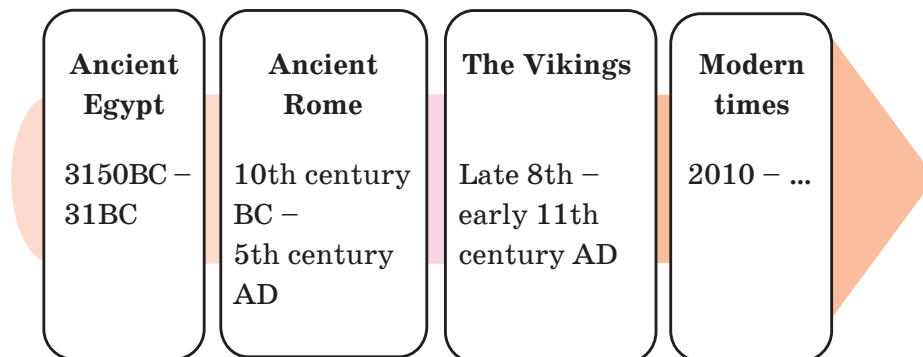 Ancient
Egypt
3150BC –
31BC
Ancient
Rome
10th century
BC –
5th century
AD
The Vikings
Late 8th –
early 11th
century AD
Modern
times
2010 – ...